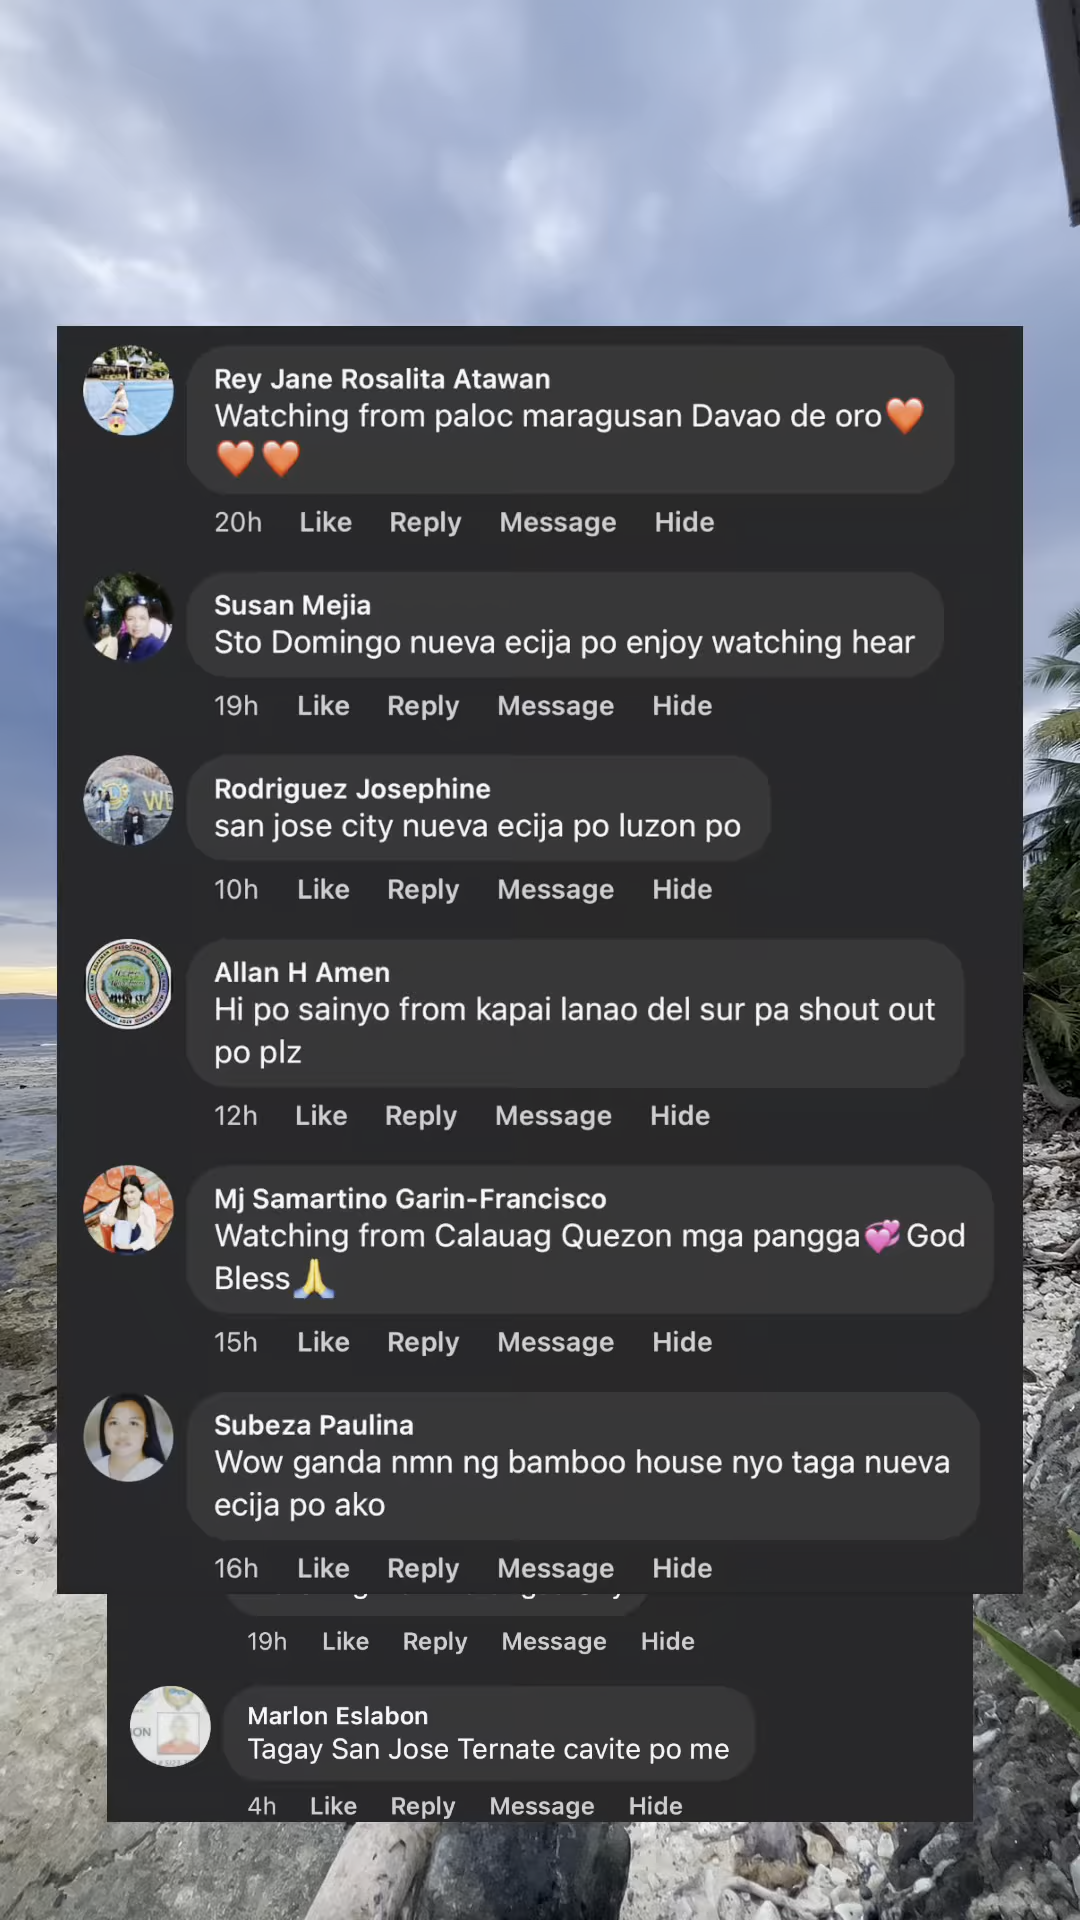 Rey Jane Rosalita Atawan
Watching from paloc maragusan Davao de oro🧡
🧡🧡
20h Like Reply Message Hide
Susan Mejia
Sto Domingo nueva ecija po enjoy watching hear
19h Like Reply Message Hide
WE
Rodriguez Josephine
san jose city nueva ecija po luzon po
10h Like Reply Message Hide
Allan H Amen
Hi po sainyo from kapai lanao del sur pa shout out
po plz
12h Like Reply Message Hide
Mj Samartino Garin-Francisco
Watching from Calauag Quezon mga pangga💞God
Bless🙏
15h Like Reply Message Hide
Subeza Paulina
Wow ganda nmn ng bamboo house nyo taga nueva
ecija po ako
16h Like Reply Message Hide
19h Like Reply Message Hide
ON
Marlon Eslabon
Tagay San Jose Ternate cavite po me
4h Like Reply Message Hide